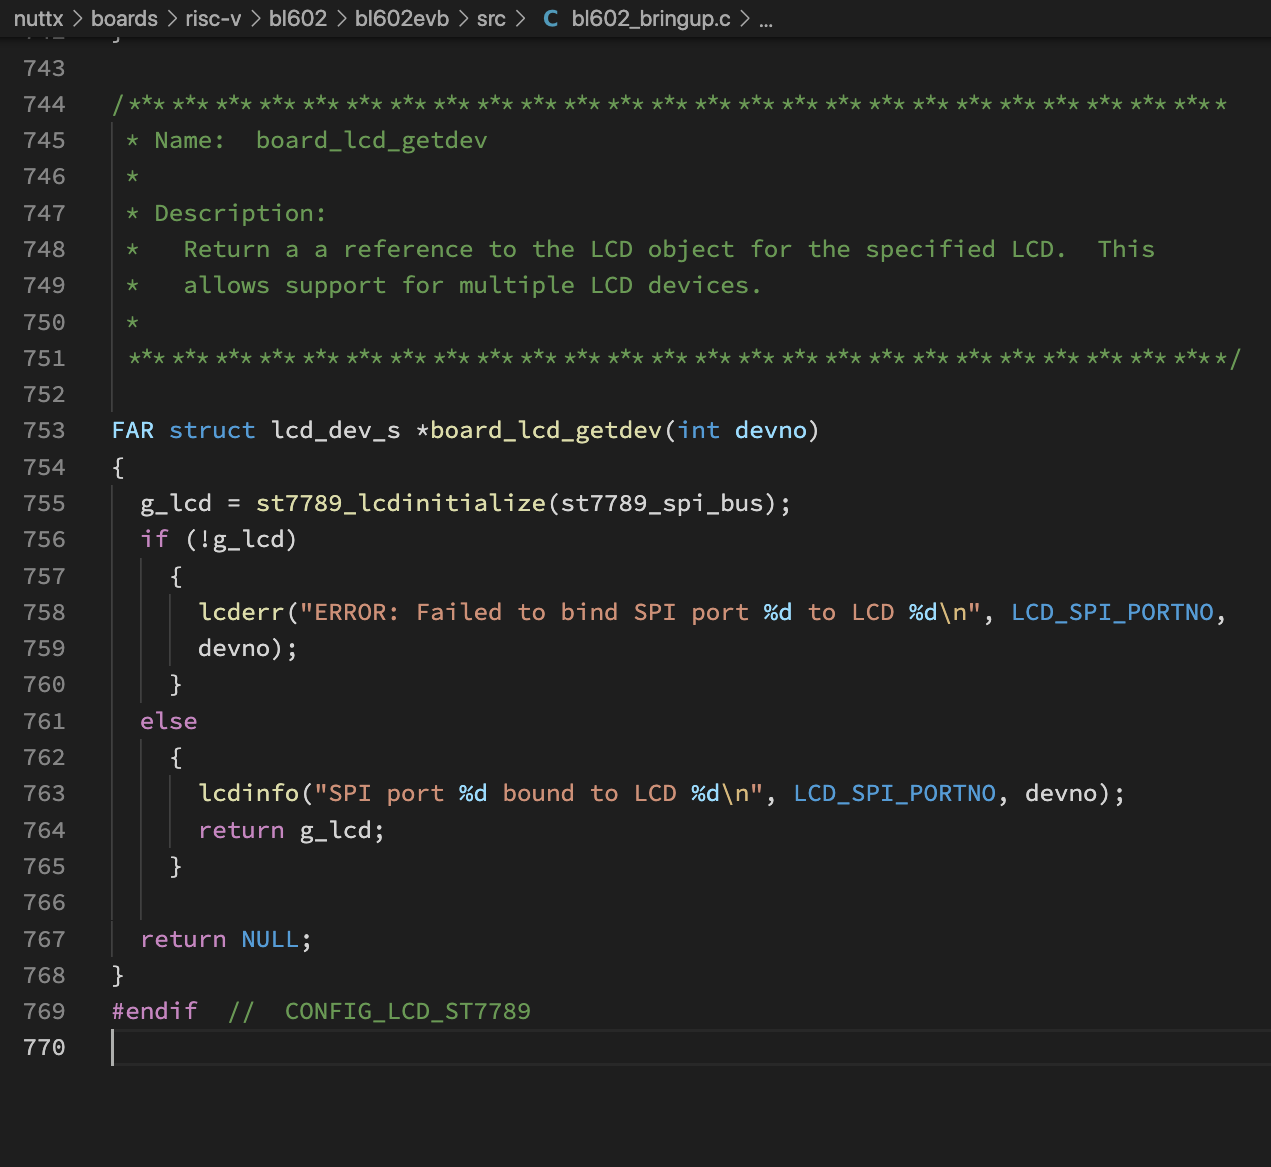 nuttx > boards > risc-v > bl602 > bl602evb > src > C bl602_bringup.c > ...
743
744 /****************************************************************************
745  * Name:  board_lcd_getdev
746  *
747  * Description:
748  *   Return a a reference to the LCD object for the specified LCD.  This
749  *   allows support for multiple LCD devices.
750  *
751  ****************************************************************************/
752
753 FAR struct lcd_dev_s *board_lcd_getdev(int devno)
754 {
755   g_lcd = st7789_lcdinitialize(st7789_spi_bus);
756   if (!g_lcd)
757     {
758       lcderr("ERROR: Failed to bind SPI port %d to LCD %d\n", LCD_SPI_PORTNO,
759       devno);
760     }
761   else
762     {
763       lcdinfo("SPI port %d bound to LCD %d\n", LCD_SPI_PORTNO, devno);
764       return g_lcd;
765     }
766
767   return NULL;
768 }
769 #endif  //  CONFIG_LCD_ST7789
770